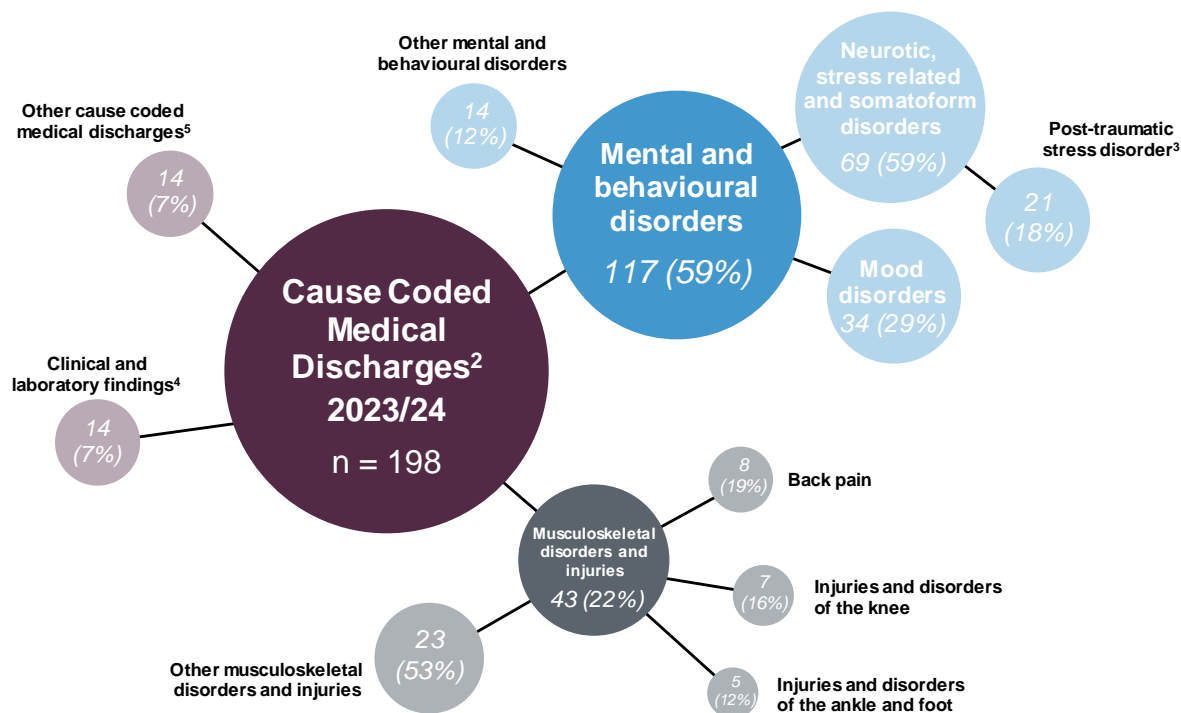 Other mental and
behavioural disorders
14
(12%)
Neurotic,
stress related
and somatoform
disorders
69 (59%)
Post-traumatic
stress disorder³
21
(18%)
Other cause coded
medical discharges⁵
14
(7%)
Mental and
behavioural
disorders
117 (59%)
Mood
disorders
34 (29%)
Cause Coded
Medical
Discharges²
2023/24
n = 198
Clinical and
laboratory findings⁴
14
(7%)
Musculoskeletal
disorders and
injuries
43 (22%)
8
(19%)
Back pain
7
(16%)
Injuries and disorders
of the knee
23
(53%)
Other musculoskeletal
disorders and injuries
5
(12%)
Injuries and disorders
of the ankle and foot